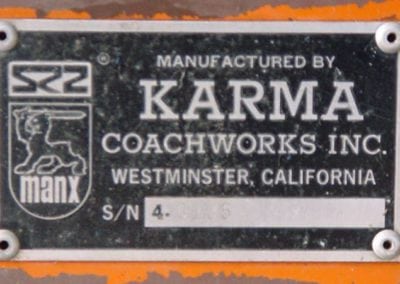 ®
MANUFACTURED BY
KARMA
COACHWORKS INC.
WESTMINSTER, CALIFORNIA
manx
S/N 4-